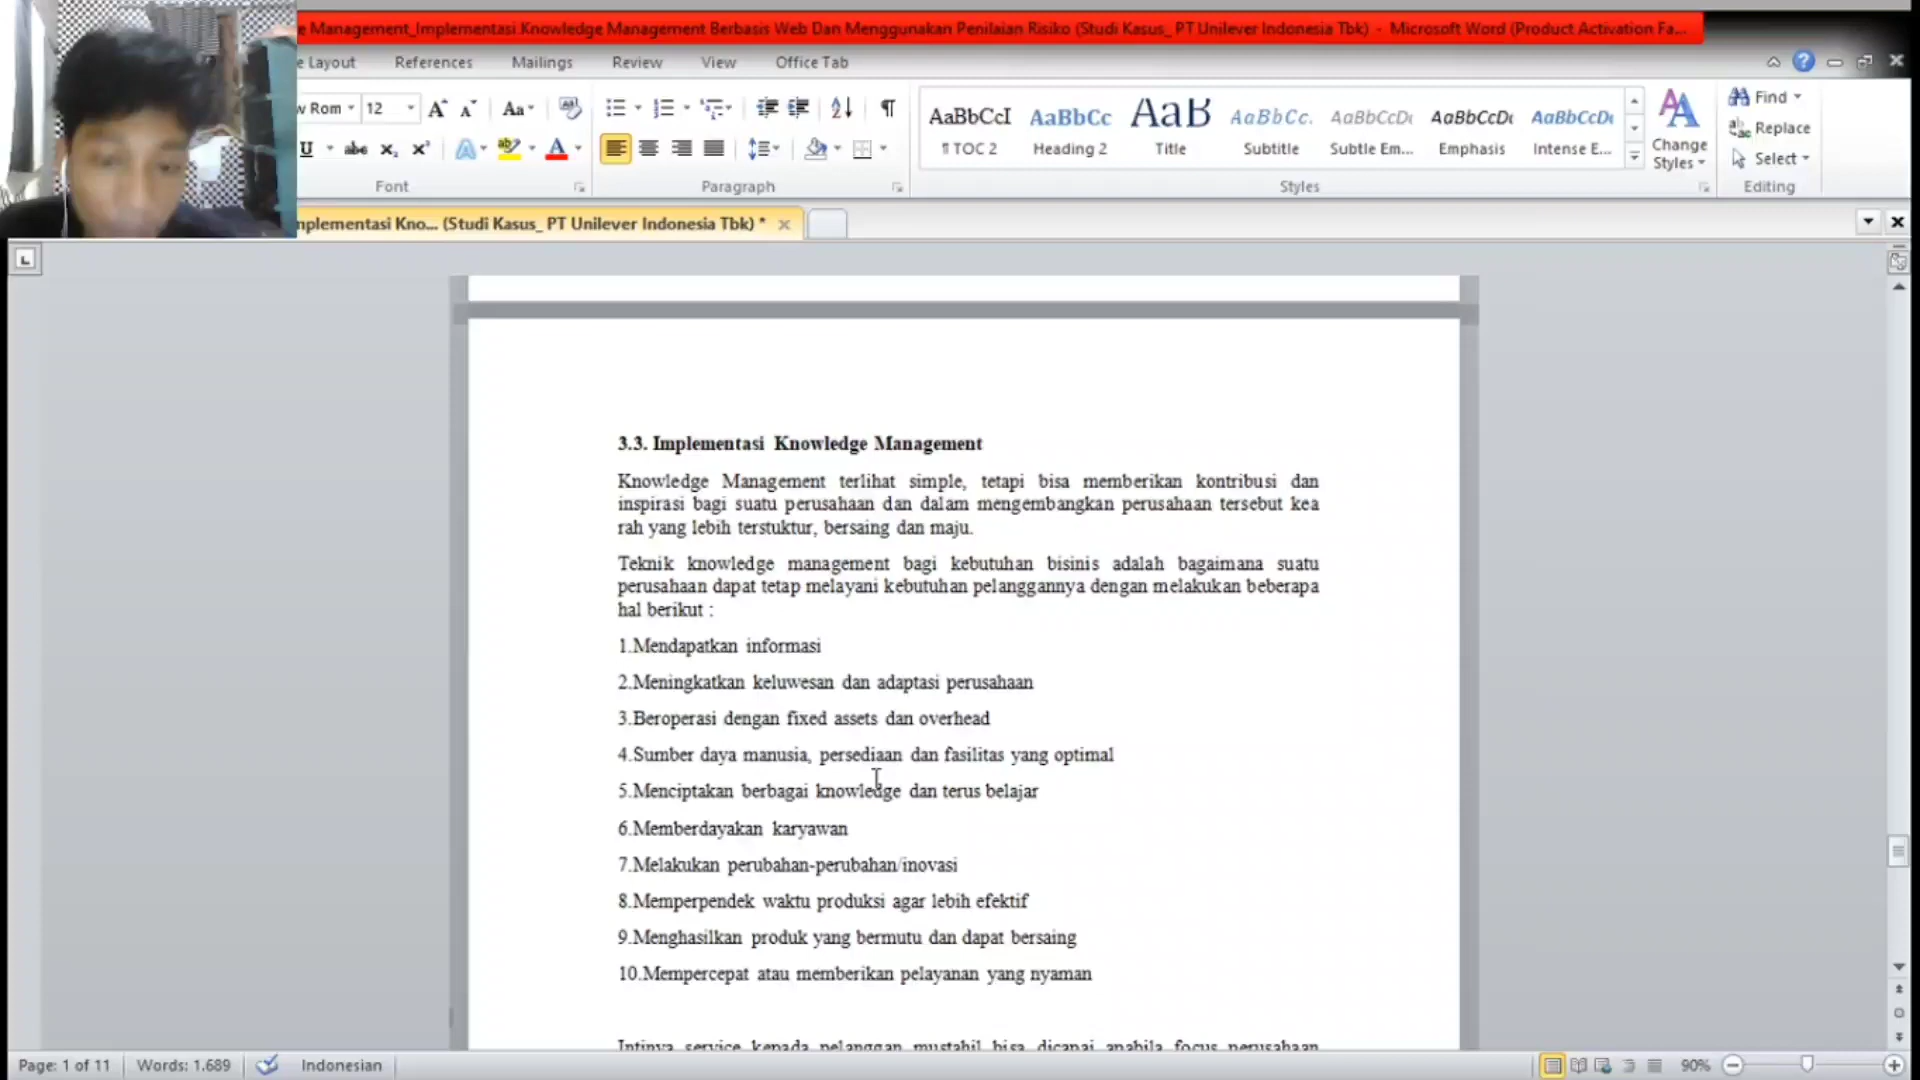 e Management_Implementasi Knowledge Management Berbasis Web Dan Menggunakan Penilaian Risiko (Studi Kasus_ PT Unilever Indonesia Tbk) - Microsoft Word (Product Activation Fa...
e Layout References Mailings Review View Office Tab
w Rom 12 Aa
AaBbCcI AaBbCc AaB AaBbCc. AaBbCcDc AaBbCcDc AaBbCcDc
¶ TOC 2 Heading 2 Title Subtitle Subtle Em... Emphasis Intense E...
Change Styles
Find
Replace
Select
Font Paragraph Styles Editing
mplementasi Kno... (Studi Kasus_ PT Unilever Indonesia Tbk) *
3.3. Implementasi Knowledge Management
Knowledge Management terlihat simple, tetapi bisa memberikan kontribusi dan
inspirasi bagi suatu perusahaan dan dalam mengembangkan perusahaan tersebut kea
rah yang lebih terstuktur, bersaing dan maju.
Teknik knowledge management bagi kebutuhan bisinis adalah bagaimana suatu
perusahaan dapat tetap melayani kebutuhan pelanggannya dengan melakukan beberapa
hal berikut :
1.Mendapatkan informasi
2.Meningkatkan keluwesan dan adaptasi perusahaan
3.Beroperasi dengan fixed assets dan overhead
4.Sumber daya manusia, persediaan dan fasilitas yang optimal
5.Menciptakan berbagai knowledge dan terus belajar
6.Memberdayakan karyawan
7.Melakukan perubahan-perubahan/inovasi
8.Memperpendek waktu produksi agar lebih efektif
9.Menghasilkan produk yang bermutu dan dapat bersaing
10.Mempercepat atau memberikan pelayanan yang nyaman
Intinya service kepada pelanggan mustahil bisa dicapai apabila focus perusahaan
Page: 1 of 11 Words: 1.689 Indonesian 90%